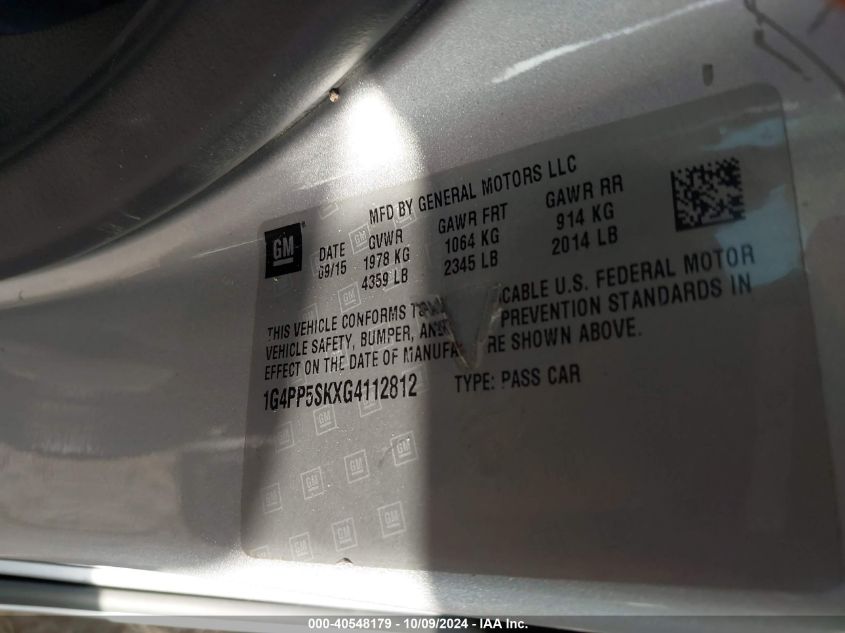 GM
MFD BY GENERAL MOTORS LLC
DATE GVWR GAWR FRT GAWR RR
09/15 1978 KG 1064 KG 914 KG
4359 LB 2345 LB 2014 LB
THIS VEHICLE CONFORMS CABLE U.S. FEDERAL MOTOR
VEHICLE SAFETY, BUMPER, AND PREVENTION STANDARDS IN
EFFECT ON THE DATE OF MANUFA RE SHOWN ABOVE.
1G4PP5SKXG4112812 TYPE: PASS CAR
000-40548179 - 10/09/2024 - IAA Inc.